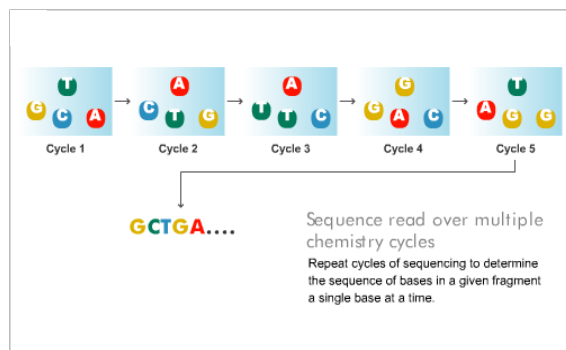 T
G C A
A
C T G
A
T T C
G
G A C
T
A G G
Cycle 1 Cycle 2 Cycle 3 Cycle 4 Cycle 5
GCTGA....
Sequence read over multiple
chemistry cycles
Repeat cycles of sequencing to determine
the sequence of bases in a given fragment
a single base at a time.